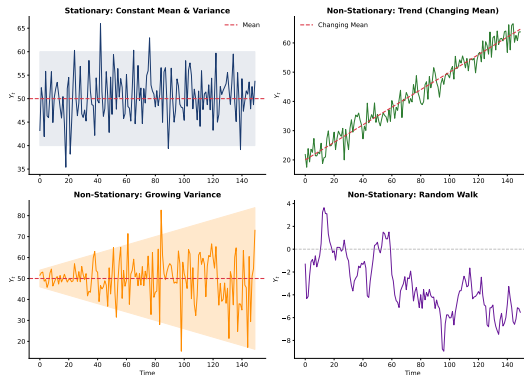 Stationary: Constant Mean & Variance
65
60
55
50
45
40
35
Y_t
0 20 40 60 80 100 120 140
Mean
Non-Stationary: Trend (Changing Mean)
60
50
40
30
20
Y_t
0 20 40 60 80 100 120 140
Changing Mean
Non-Stationary: Growing Variance
80
70
60
50
40
30
20
Y_t
0 20 40 60 80 100 120 140
Time
Non-Stationary: Random Walk
4
2
0
−2
−4
−6
−8
Y_t
0 20 40 60 80 100 120 140
Time